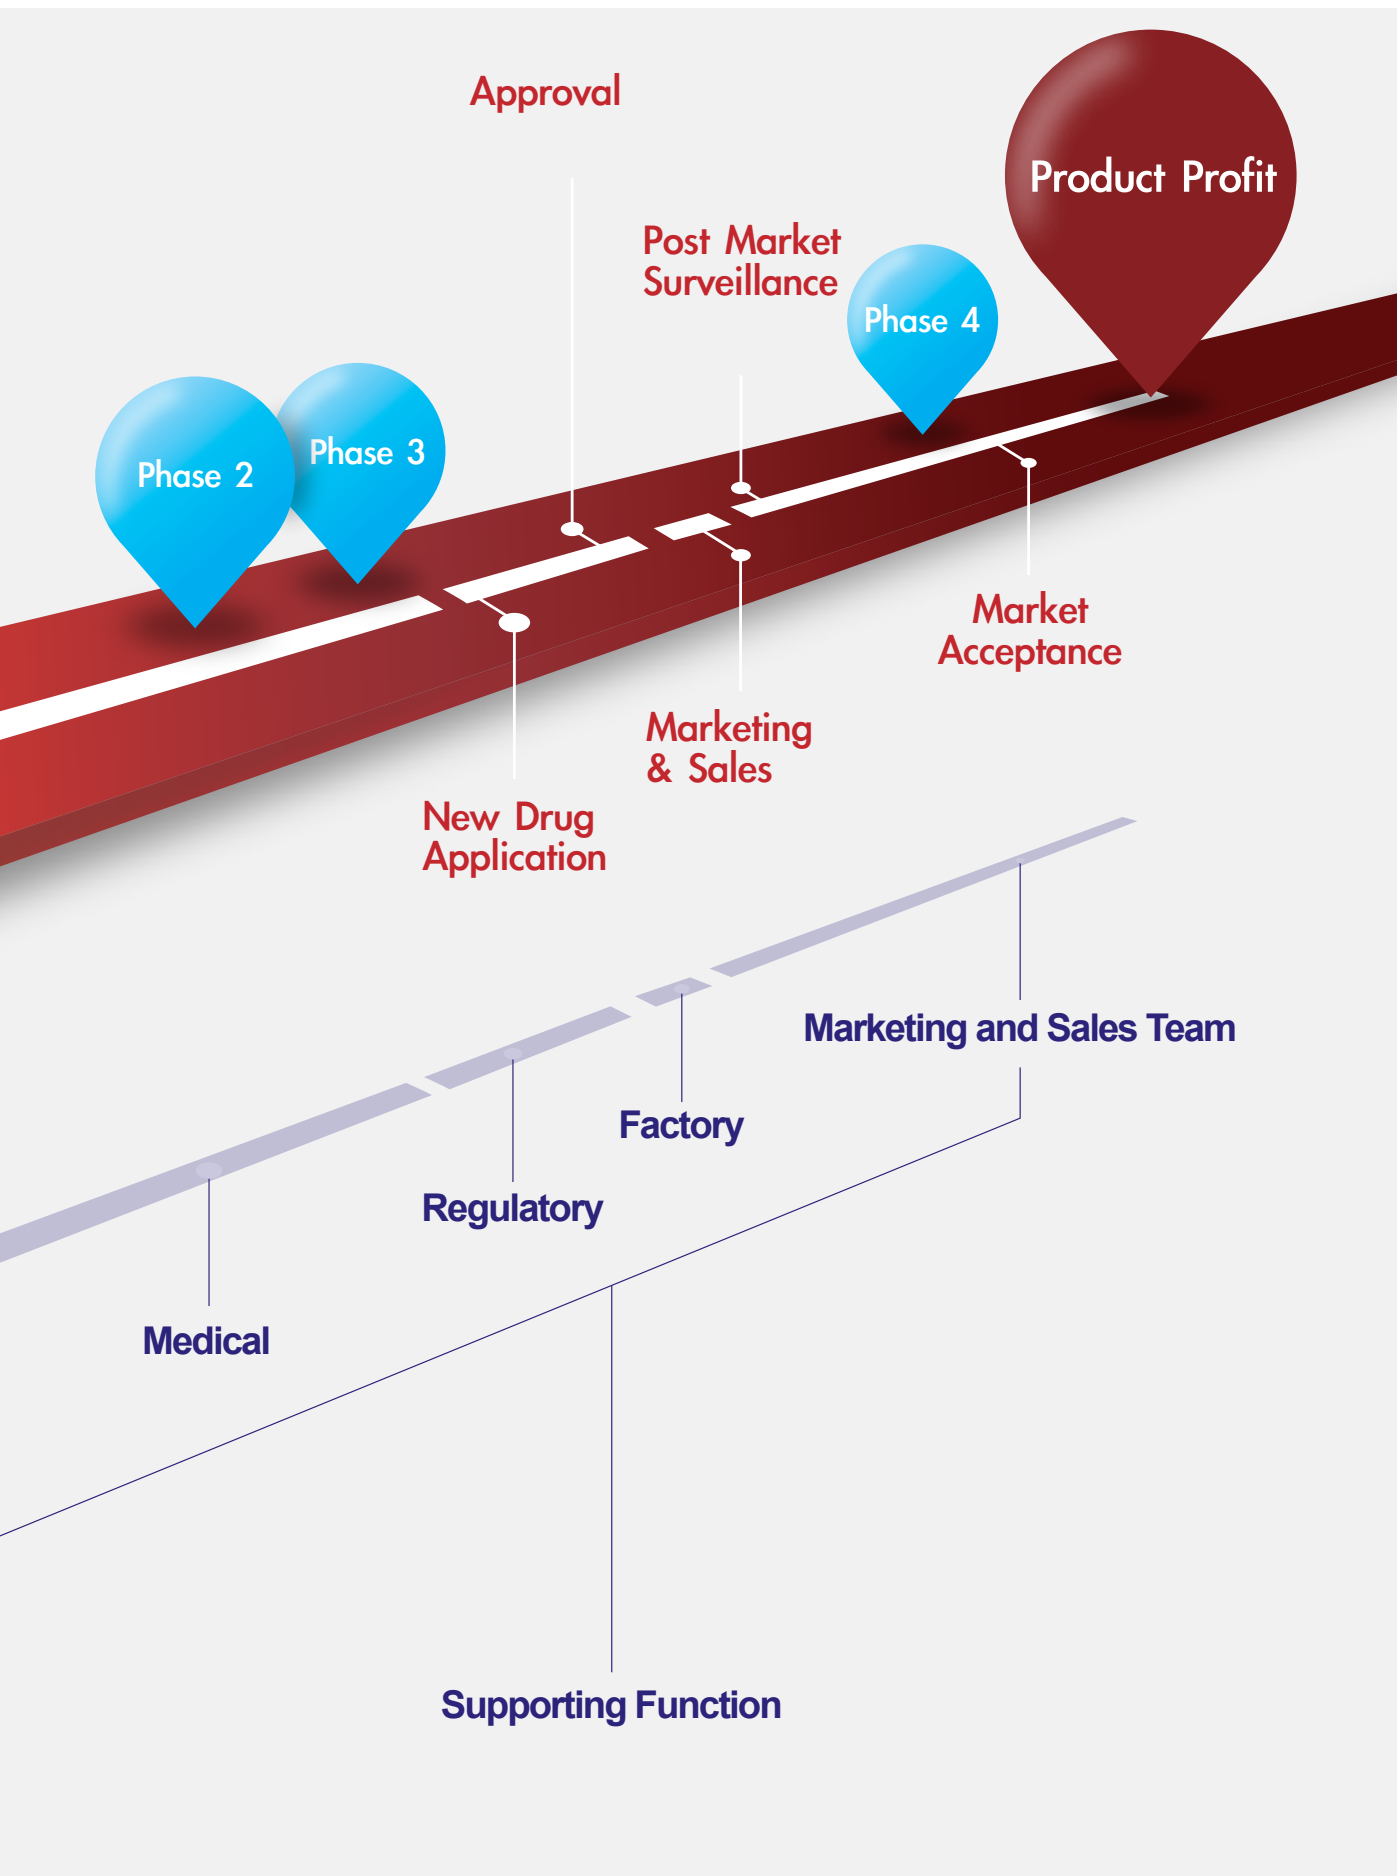 Approval
Product Profit
Post Market
Surveillance
Phase 4
Phase 3
Phase 2
Market
Acceptance
Marketing
& Sales
New Drug
Application
Marketing and Sales Team
Factory
Regulatory
Medical
Supporting Function